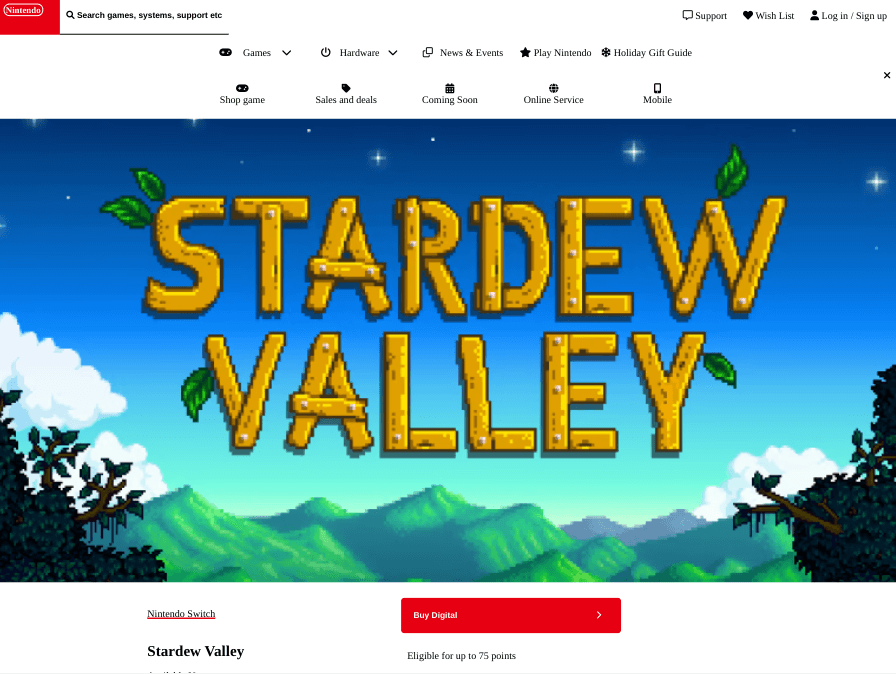 Nintendo
Search games, systems, support etc
Support
Wish List
Log in / Sign up
Games
Hardware
News & Events
Play Nintendo
Holiday Gift Guide
Shop game
Sales and deals
Coming Soon
Online Service
Mobile
STARDEW
VALLEY
Nintendo Switch
Buy Digital
Stardew Valley
Eligible for up to 75 points